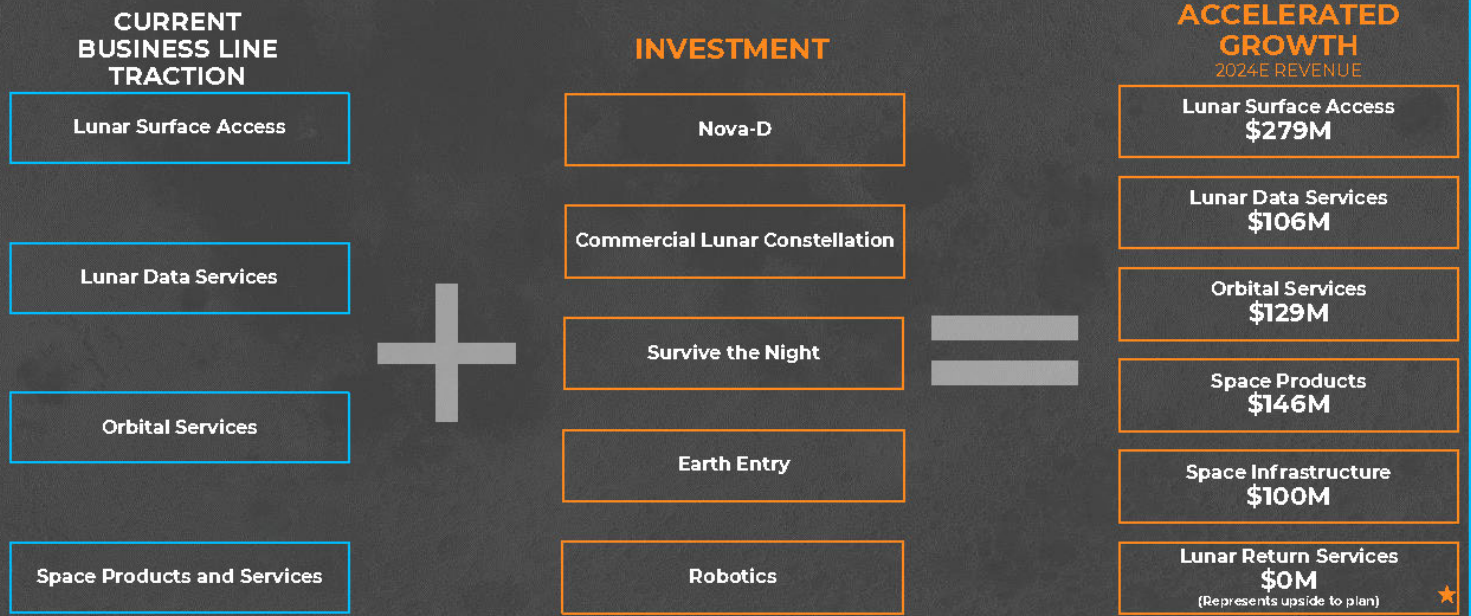 CURRENT
BUSINESS LINE
TRACTION
Lunar Surface Access
Lunar Data Services
Orbital Services
Space Products and Services
INVESTMENT
Nova-D
Commercial Lunar Constellation
Survive the Night
Earth Entry
Robotics
ACCELERATED
GROWTH
2024E REVENUE
Lunar Surface Access
$279M
Lunar Data Services
$106M
Orbital Services
$129M
Space Products
$146M
Space Infrastructure
$100M
Lunar Return Services
$0M
(Represents upside to plan)